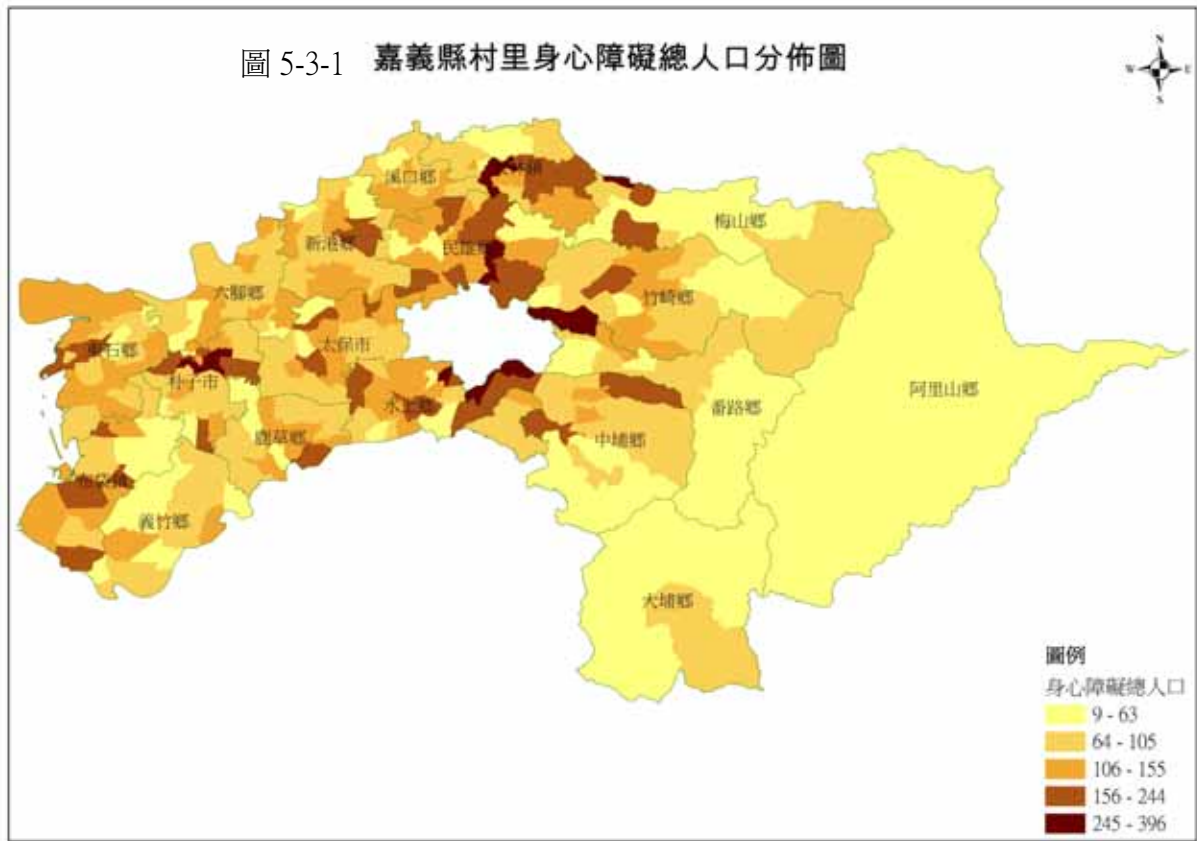 圖 5-3-1 嘉義縣村里身心障礙總人口分佈圖
N
W E
S
溪口鄉
梅山鄉
新港鄉
民雄鄉
六腳鄉
竹崎鄉
太保市
東石鄉
朴子市
阿里山鄉
水上鄉
番路鄉
鹿草鄉
中埔鄉
布袋鎮
義竹鄉
大埔鄉
圖例
身心障礙總人口
9 - 63
64 - 105
106 - 155
156 - 244
245 - 396